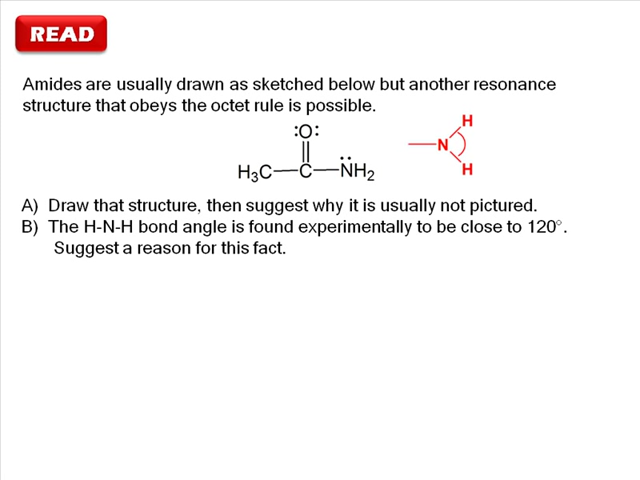 READ
Amides are usually drawn as sketched below but another resonance
structure that obeys the octet rule is possible.
:O:
H₃C—C—NH₂
H
—N
H
A) Draw that structure, then suggest why it is usually not pictured.
B) The H-N-H bond angle is found experimentally to be close to 120°.
Suggest a reason for this fact.